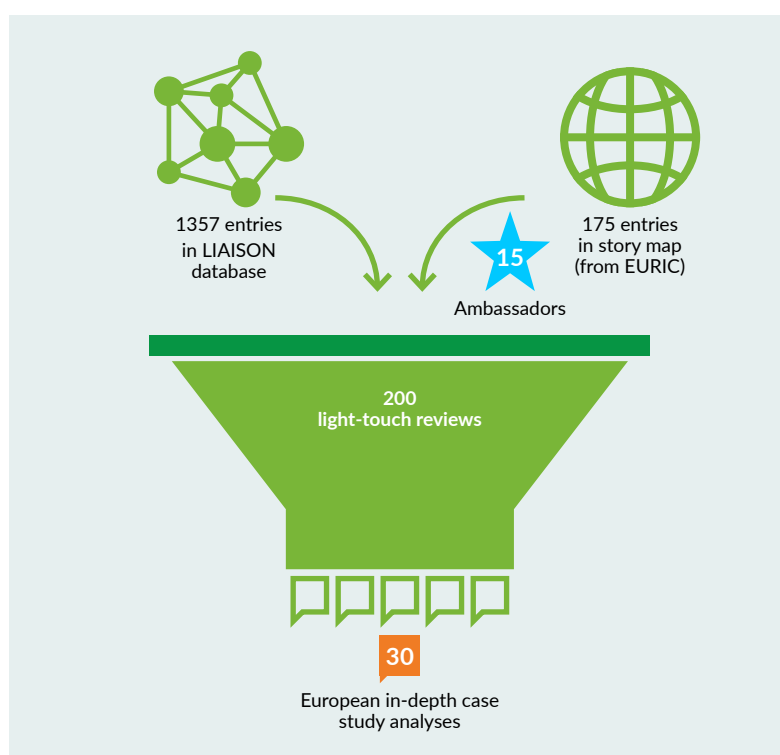 1357 entries
in LIAISON
database
175 entries
in story map
(from EURIC)
15
Ambassadors
200
light-touch reviews
30
European in-depth case
study analyses